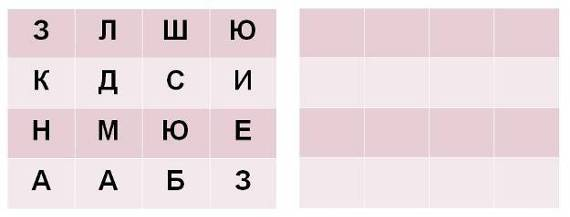 З Л Ш Ю
К Д С И
Н М Ю Е
А А Б З